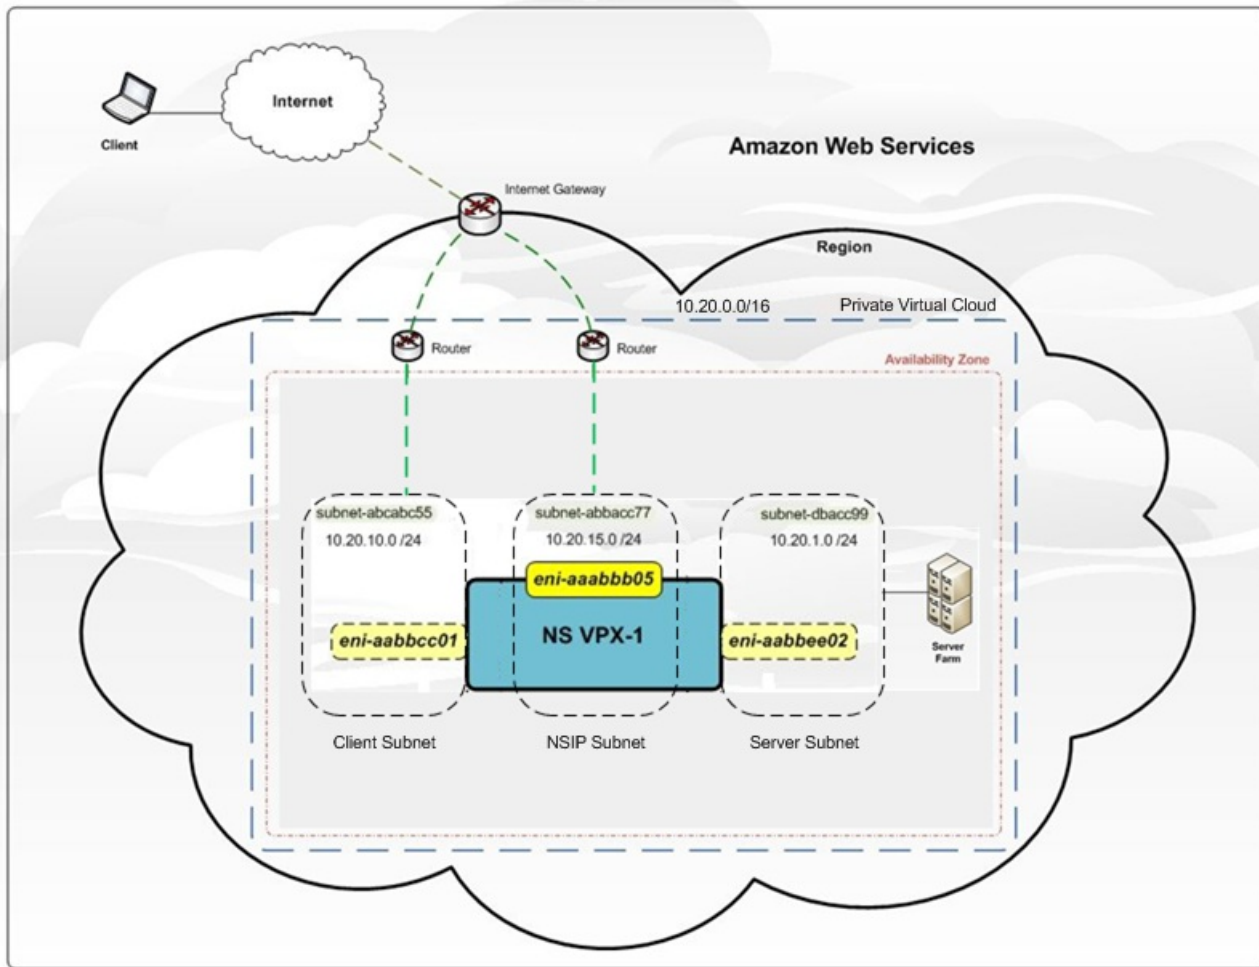 Internet
Client
Amazon Web Services
Internet Gateway
Region
10.20.0.0/16
Private Virtual Cloud
Router
Router
Availability Zone
subnet-abcabc55
10.20.10.0 /24
subnet-abbacc77
10.20.15.0 /24
subnet-dbacc99
10.20.1.0 /24
eni-aaabbb05
eni-aabbcc01
NS VPX-1
eni-aabbee02
Server
Farm
Client Subnet
NSIP Subnet
Server Subnet